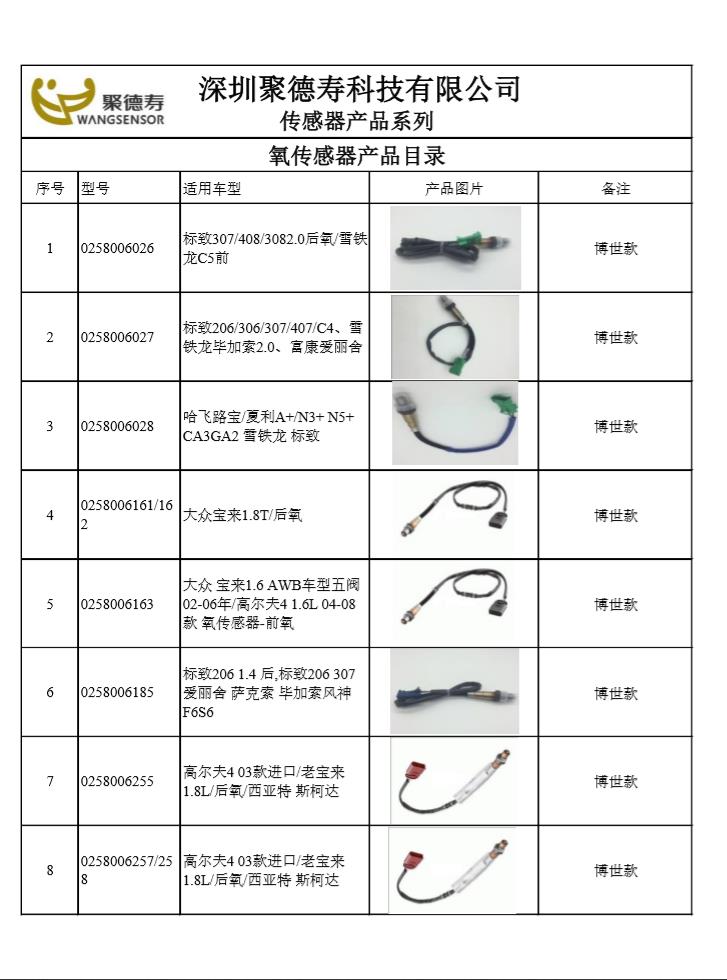 聚德寿
WANGSENSOR
深圳聚德寿科技有限公司
传感器产品系列
氧传感器产品目录
序号 型号 适用车型 产品图片 备注
1 0258006026 标致307/408/3082.0后氧/雪铁
龙C5前 博世款
2 0258006027 标致206/306/307/407/C4、雪
铁龙毕加索2.0、富康爱丽舍 博世款
3 0258006028 哈飞路宝/夏利A+/N3+ N5+
CA3GA2 雪铁龙 标致 博世款
4 0258006161/16
2 大众宝来1.8T/后氧 博世款
5 0258006163 大众 宝来1.6 AWB车型五阀
02-06年/高尔夫4 1.6L 04-08
款 氧传感器-前氧 博世款
6 0258006185 标致206 1.4 后,标致206 307
爱丽舍 萨克索 毕加索风神
F6S6 博世款
7 0258006255 高尔夫4 03款进口/老宝来
1.8L/后氧/西亚特 斯柯达 博世款
8 0258006257/25
8 高尔夫4 03款进口/老宝来
1.8L/后氧/西亚特 斯柯达 博世款